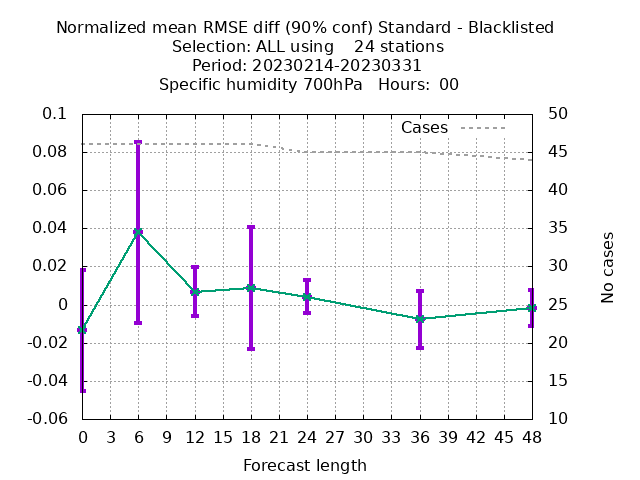 Normalized mean RMSE diff (90% conf) Standard - Blacklisted
Selection: ALL using    24 stations
Period: 20230214-20230331
Specific humidity 700hPa   Hours:  00
Cases
0.1
0.08
0.06
0.04
0.02
0
-0.02
-0.04
-0.06
50
45
40
35
30
25
20
15
10
No cases
0 3 6 9 12 15 18 21 24 27 30 33 36 39 42 45 48
Forecast length